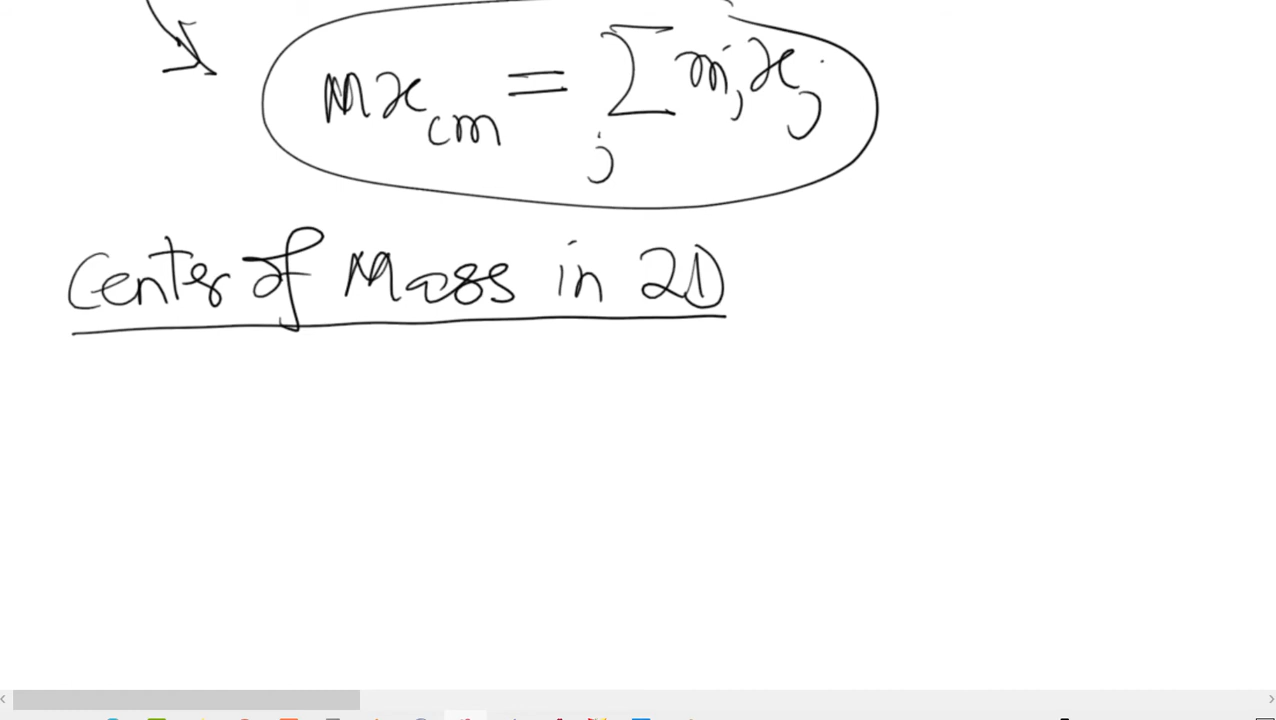 Mx_cm = Σ_j m_j x_j
Center of Mass in 2D